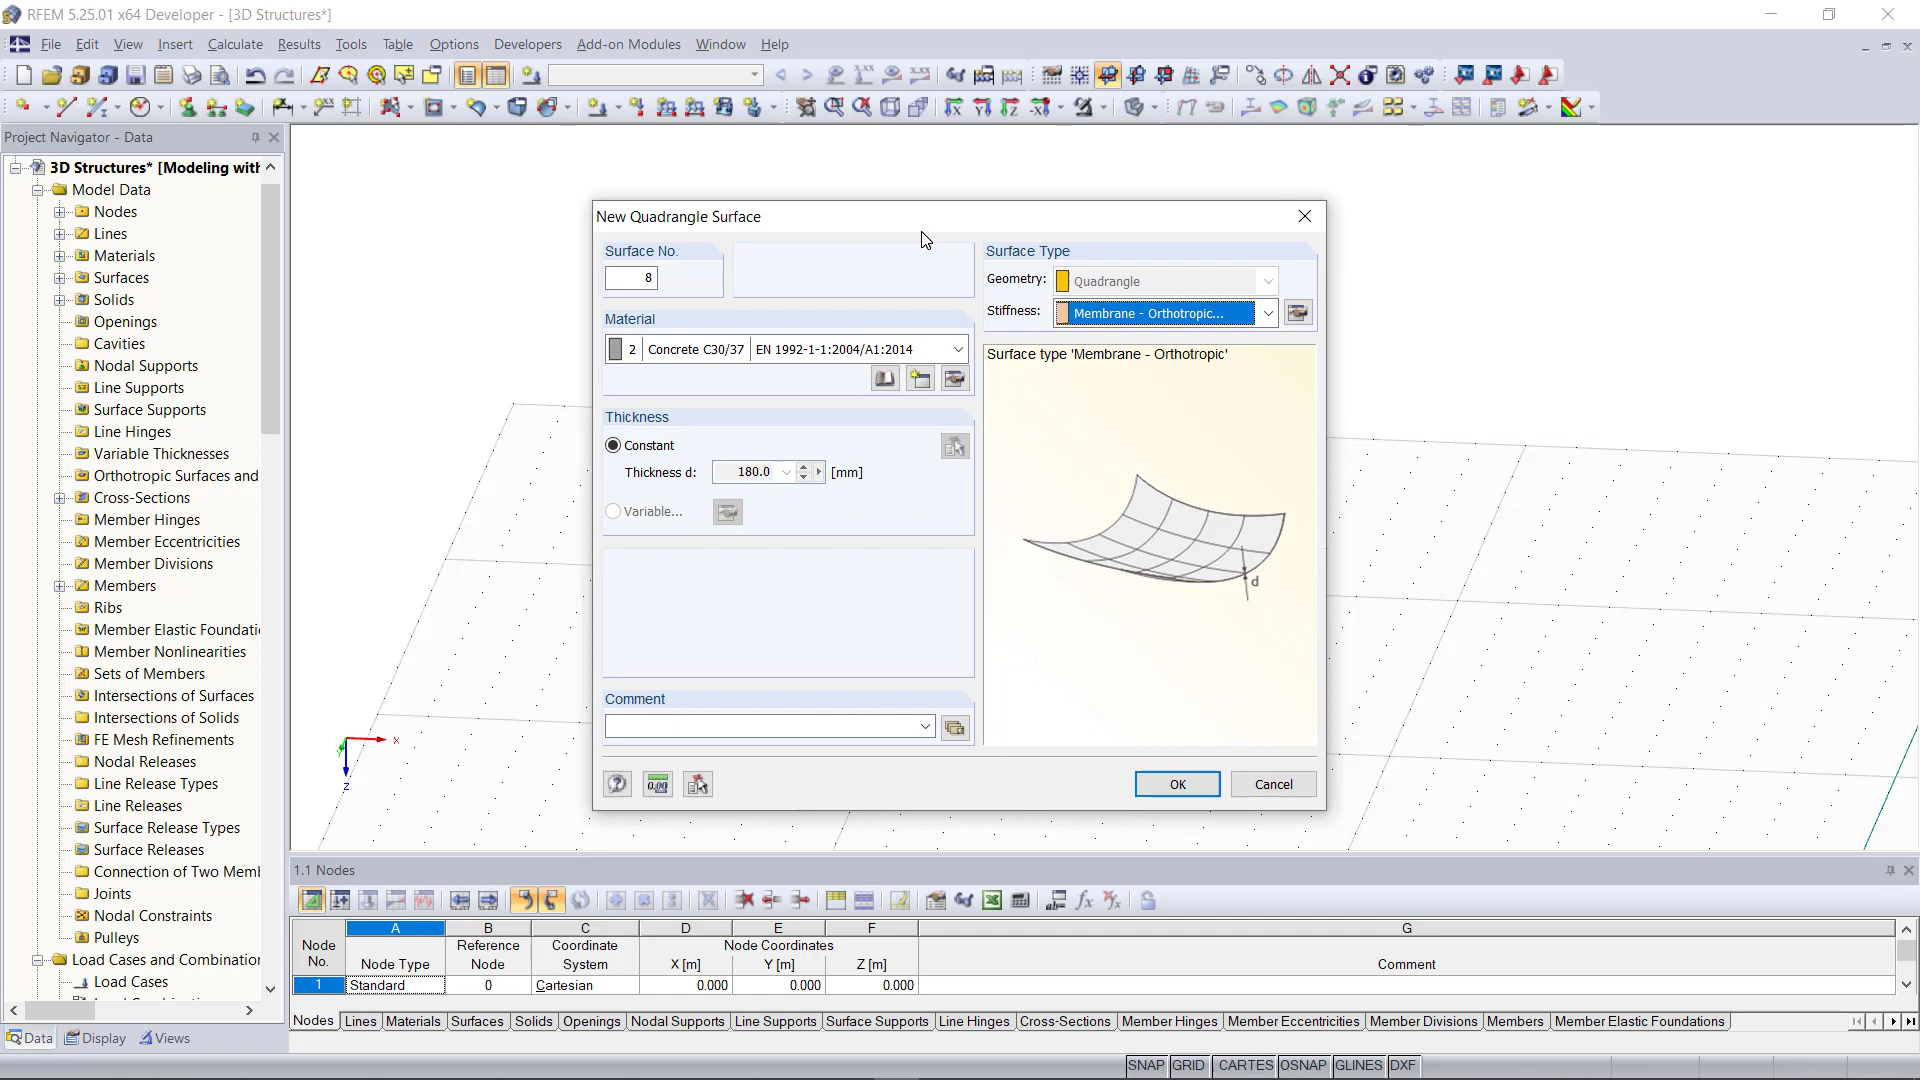 RFEM 5.25.01 x64 Developer - [3D Structures*]
File Edit View Insert Calculate Results Tools Table Options Developers Add-on Modules Window Help
Project Navigator - Data
3D Structures* [Modeling with
Model Data
Nodes
Lines
Materials
Surfaces
Solids
Openings
Cavities
Nodal Supports
Line Supports
Surface Supports
Line Hinges
Variable Thicknesses
Orthotropic Surfaces and
Cross-Sections
Member Hinges
Member Eccentricities
Member Divisions
Members
Ribs
Member Elastic Foundati
Member Nonlinearities
Sets of Members
Intersections of Surfaces
Intersections of Solids
FE Mesh Refinements
Nodal Releases
Line Release Types
Line Releases
Surface Release Types
Surface Releases
Connection of Two Memb
Joints
Nodal Constraints
Pulleys
Load Cases and Combination
Load Cases
Data Display Views
New Quadrangle Surface
Surface No.
8
Material
2 Concrete C30/37 EN 1992-1-1:2004/A1:2014
Thickness
Constant
Thickness d: 180.0 [mm]
Variable...
Comment
Surface Type
Geometry: Quadrangle
Stiffness: Membrane - Orthotropic...
Surface type 'Membrane - Orthotropic'
d
0.00
OK Cancel
X
Y
Z
1.1 Nodes
A B C D E F G
Node No. Node Type Reference Node Coordinate System Node Coordinates X [m] Y [m] Z [m] Comment
1 Standard 0 Cartesian 0.000 0.000 0.000
Nodes Lines Materials Surfaces Solids Openings Nodal Supports Line Supports Surface Supports Line Hinges Cross-Sections Member Hinges Member Eccentricities Member Divisions Members Member Elastic Foundations
SNAP GRID CARTES OSNAP GLINES DXF